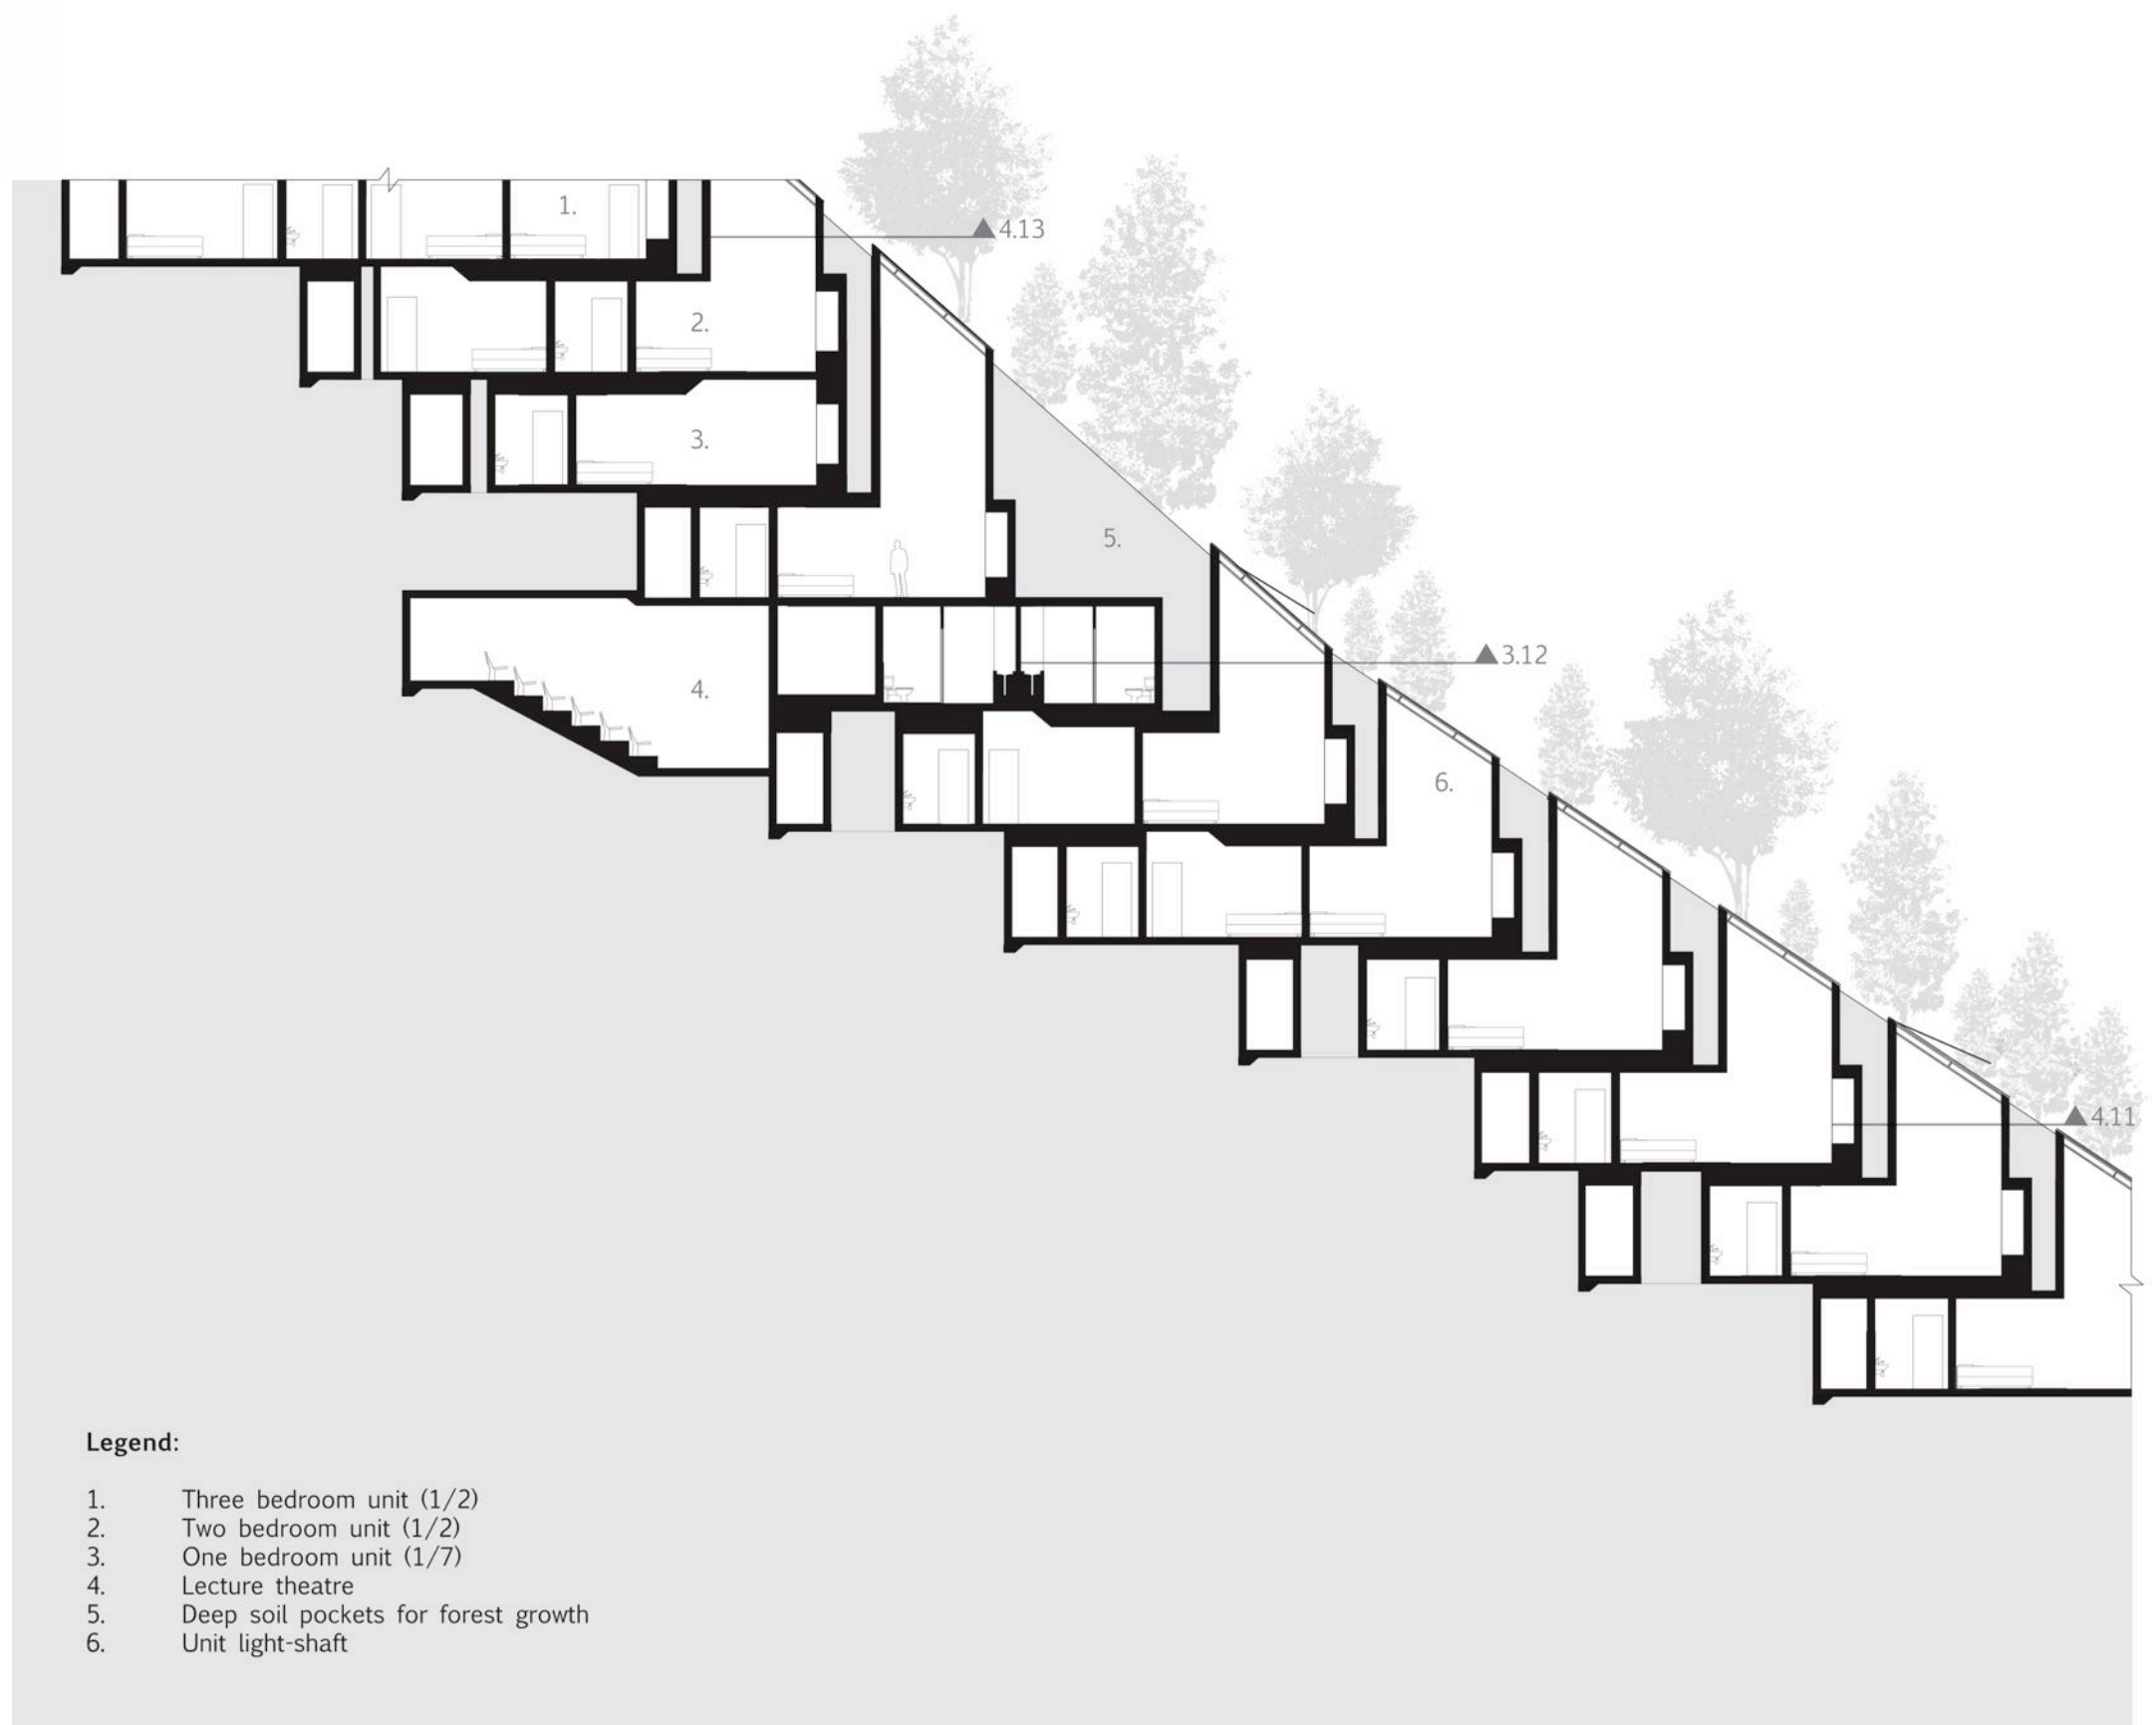 1.
▲4.13
2.
3.
5.
▲3.12
4.
6.
▲4.11
Legend:
1. Three bedroom unit (1/2)
2. Two bedroom unit (1/2)
3. One bedroom unit (1/7)
4. Lecture theatre
5. Deep soil pockets for forest growth
6. Unit light-shaft